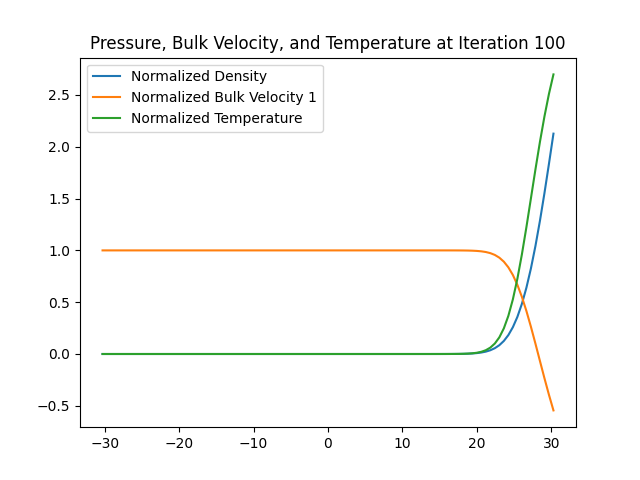 Pressure, Bulk Velocity, and Temperature at Iteration 100
Normalized Density
Normalized Bulk Velocity 1
Normalized Temperature
2.5
2.0
1.5
1.0
0.5
0.0
−0.5
−30 −20 −10 0 10 20 30